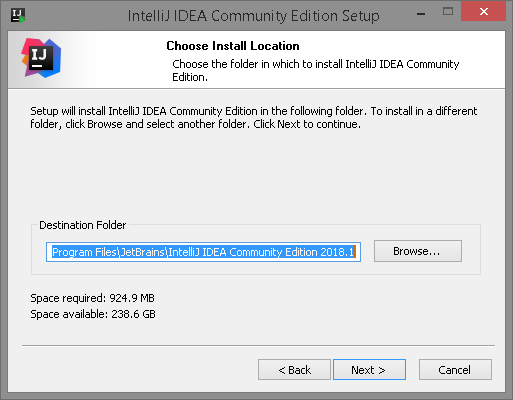 IntelliJ IDEA Community Edition Setup
IJ
Choose Install Location
Choose the folder in which to install IntelliJ IDEA Community
Edition.
Setup will install IntelliJ IDEA Community Edition in the following folder. To install in a different
folder, click Browse and select another folder. Click Next to continue.
Destination Folder
Program Files\JetBrains\IntelliJ IDEA Community Edition 2018.1
Browse...
Space required: 924.9 MB
Space available: 238.6 GB
< Back
Next >
Cancel